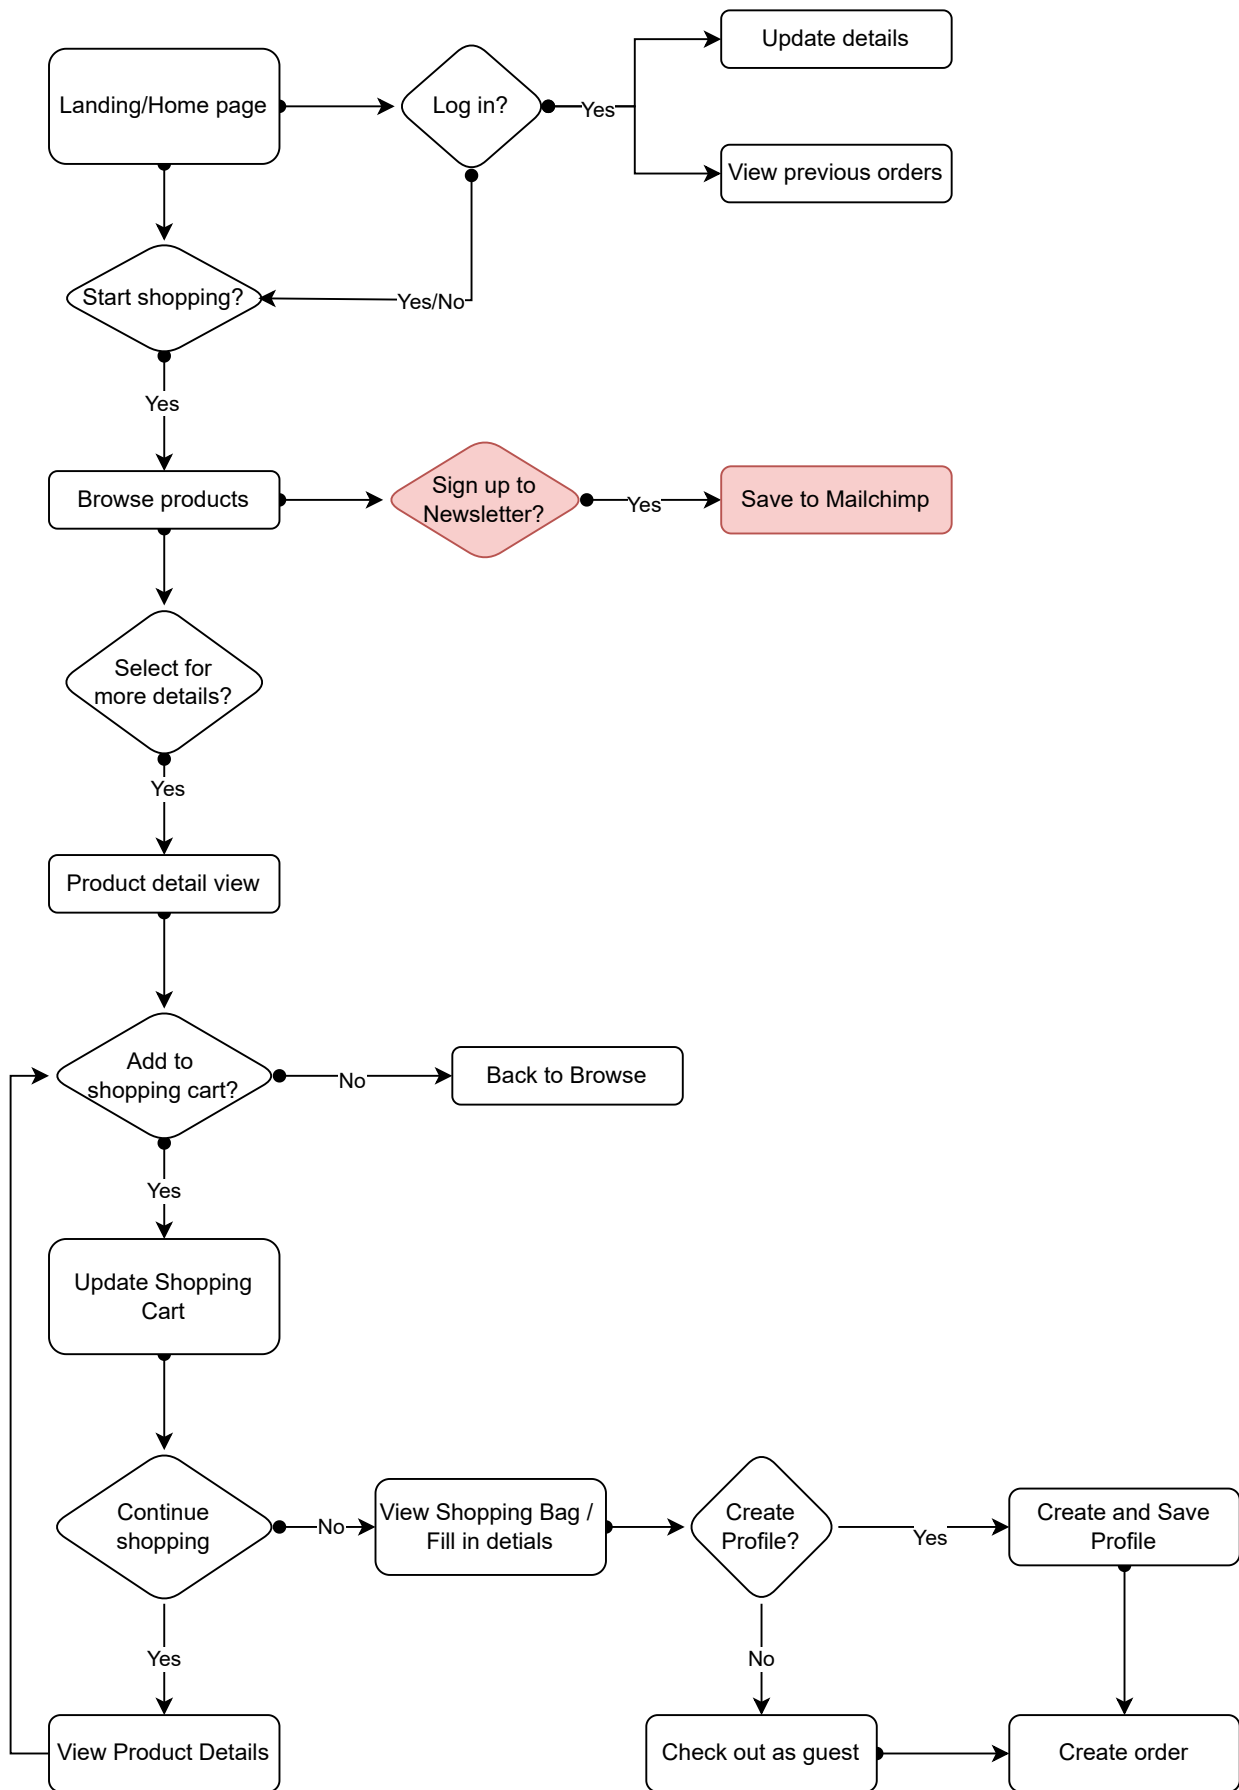 Update details
Landing/Home page
Log in?
Yes
View previous orders
Start shopping?
Yes/No
Yes
Browse products
Sign up to
Newsletter?
Yes
Save to Mailchimp
Select for
more details?
Yes
Product detail view
Add to
shopping cart?
No
Back to Browse
Yes
Update Shopping
Cart
Continue
shopping
No
View Shopping Bag /
Fill in detials
Create
Profile?
Yes
Create and Save
Profile
Yes
No
View Product Details
Check out as guest
Create order